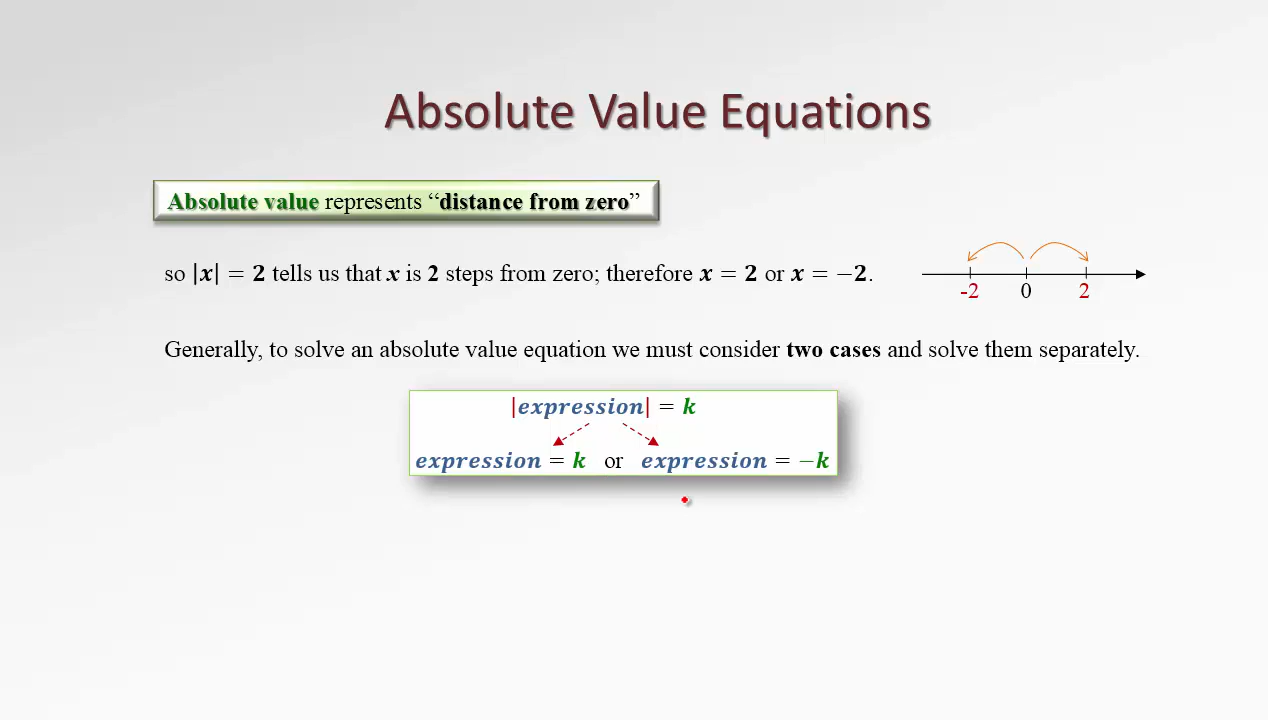 Absolute Value Equations
Absolute value represents “distance from zero”
so |x| = 2 tells us that x is 2 steps from zero; therefore x = 2 or x = −2.
-2 0 2
Generally, to solve an absolute value equation we must consider two cases and solve them separately.
|expression| = k
expression = k or expression = −k